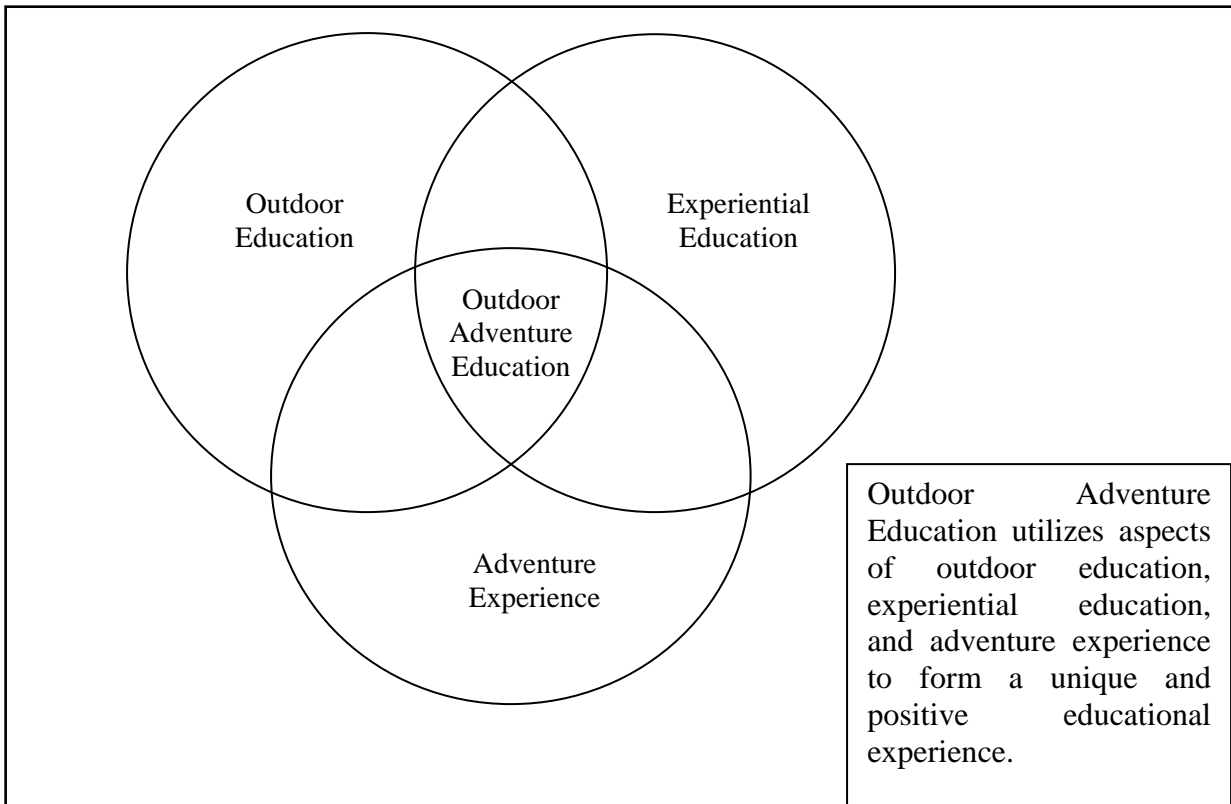 Outdoor
Education
Experiential
Education
Outdoor
Adventure
Education
Adventure
Experience
Outdoor Adventure
Education utilizes aspects
of outdoor education,
experiential education,
and adventure experience
to form a unique and
positive educational
experience.